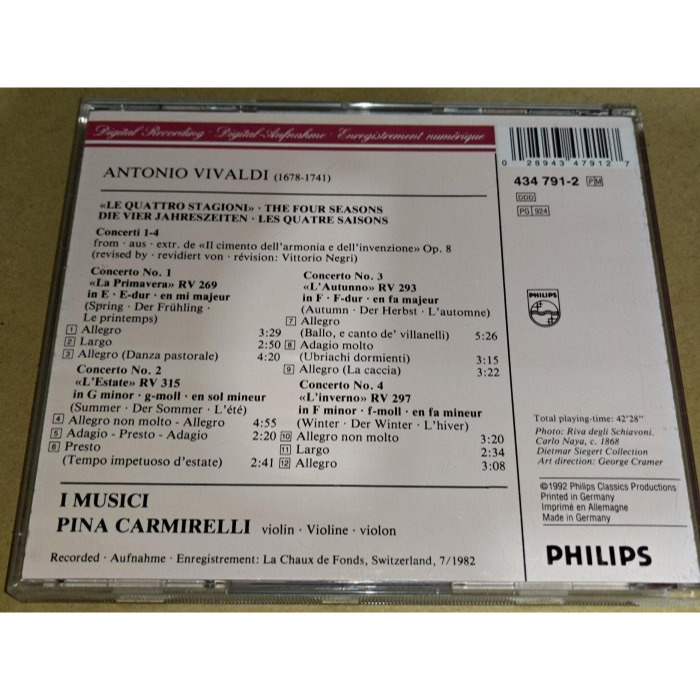 Digital Recording · Digital-Aufnahme · Enregistrement numérique
ANTONIO VIVALDI (1678-1741)
«LE QUATTRO STAGIONI» · THE FOUR SEASONS
DIE VIER JAHRESZEITEN · LES QUATRE SAISONS
Concerti 1-4
from · aus · extr. de «Il cimento dell'armonia e dell'invenzione» Op. 8
(revised by · revidiert von · révision: Vittorio Negri)
Concerto No. 1
«La Primavera» RV 269
in E · E-dur · en mi majeur
(Spring · Der Frühling ·
Le printemps)
1 Allegro 3:29
2 Largo 2:50
3 Allegro (Danza pastorale) 4:20
Concerto No. 2
«L'Estate» RV 315
in G minor · g-moll · en sol mineur
(Summer · Der Sommer · L'été)
4 Allegro non molto - Allegro 4:55
5 Adagio - Presto - Adagio 2:20
6 Presto
(Tempo impetuoso d'estate) 2:41
Concerto No. 3
«L'Autunno» RV 293
in F · F-dur · en fa majeur
(Autumn · Der Herbst · L'automne)
7 Allegro
(Ballo, e canto de' villanelli) 5:26
8 Adagio molto
(Ubriachi dormienti) 3:15
9 Allegro (La caccia) 3:22
Concerto No. 4
«L'inverno» RV 297
in F minor · f-moll · en fa mineur
(Winter · Der Winter · L'hiver)
10 Allegro non molto 3:20
11 Largo 2:34
12 Allegro 3:08
I MUSICI
PINA CARMIRELLI violin · Violine · violon
Recorded · Aufnahme · Enregistrement: La Chaux de Fonds, Switzerland, 7/1982
0 28943 47912 7
434 791-2 PM
DDD
PG 924
PHILIPS
Total playing-time: 42'28"
Photo: Riva degli Schiavoni.
Carlo Naya, c. 1868
Dietmar Siegert Collection
Art direction: George Cramer
©1992 Philips Classics Productions
Printed in Germany
Imprimé en Allemagne
Made in Germany
PHILIPS